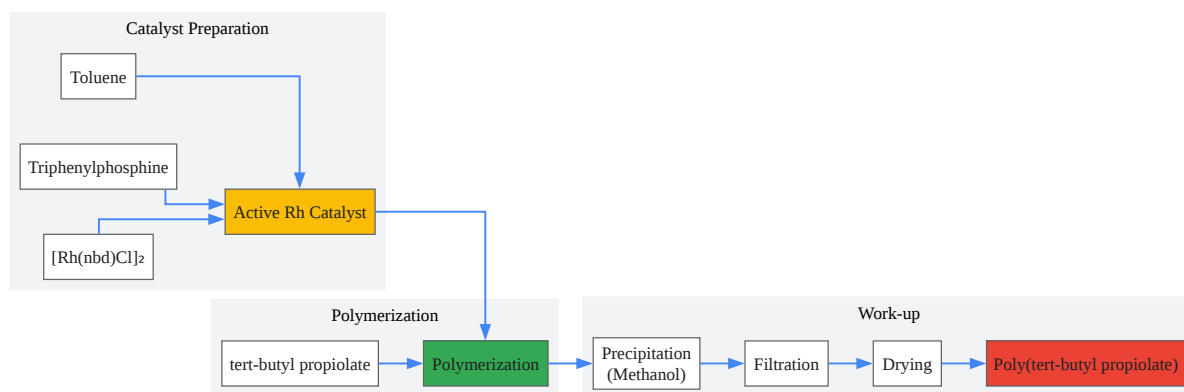 Catalyst Preparation
Toluene
Triphenylphosphine
Active Rh Catalyst
[Rh(nbd)Cl]₂
Polymerization
Work-up
tert-butyl propiolate
Polymerization
Precipitation
(Methanol)
Filtration
Drying
Poly(tert-butyl propiolate)